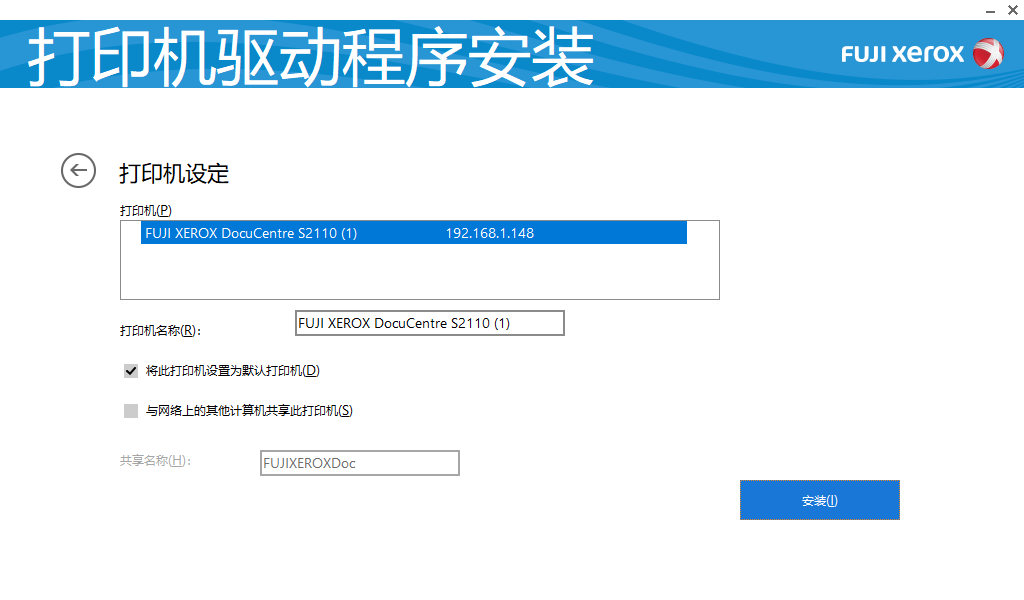 打印机驱动程序安装
FUJI xerox
打印机设定
打印机(P)
FUJI XEROX DocuCentre S2110 (1) 192.168.1.148
打印机名称(R):
FUJI XEROX DocuCentre S2110 (1)
将此打印机设置为默认打印机(D)
与网络上的其他计算机共享此打印机(S)
共享名称(H):
FUJIXEROXDoc
安装(I)